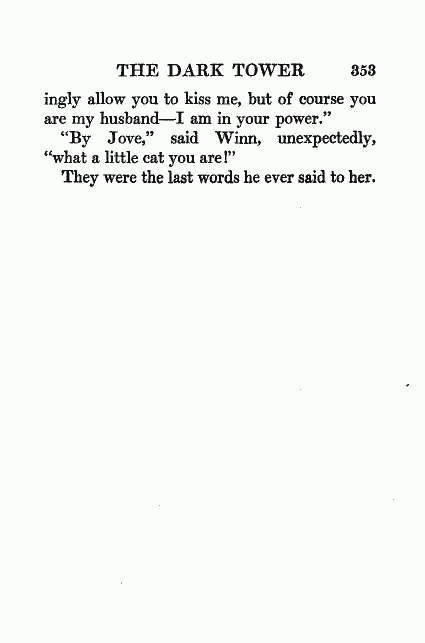 THE DARK TOWER 353
ingly allow you to kiss me, but of course you
are my husband—I am in your power.”
“By Jove,” said Winn, unexpectedly,
“what a little cat you are!”
They were the last words he ever said to her.